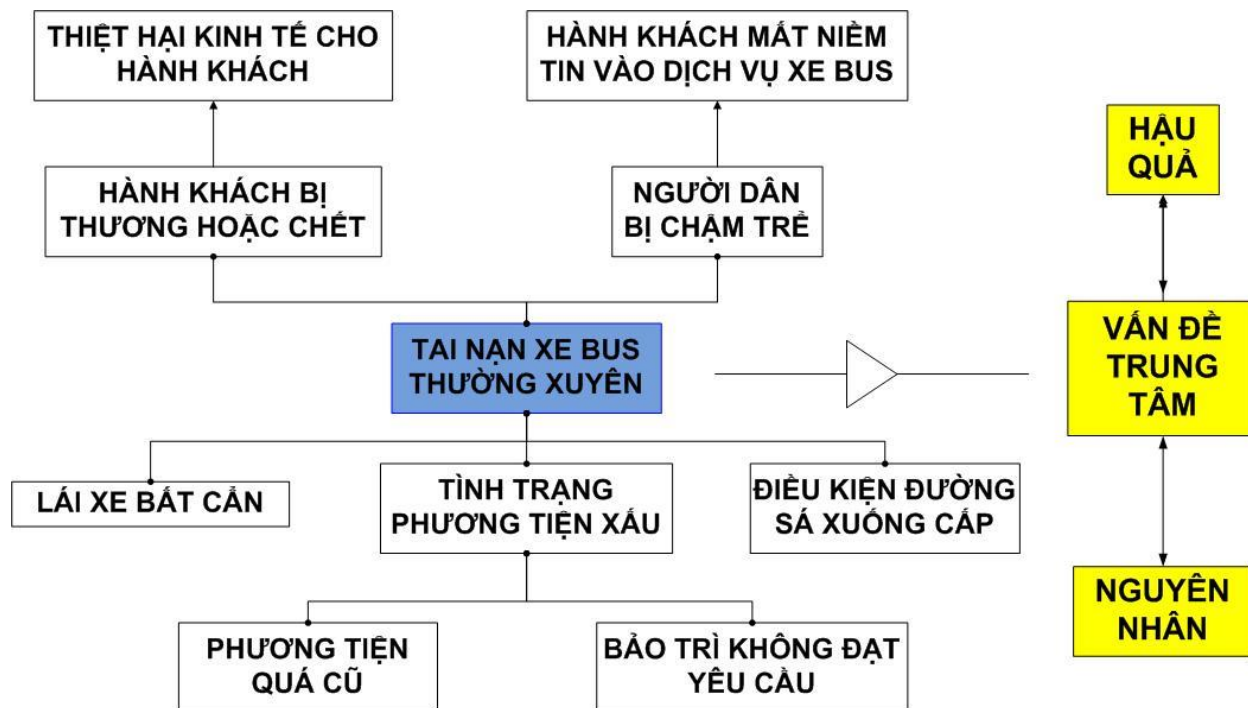 THIỆT HẠI KINH TẾ CHO
HÀNH KHÁCH
HÀNH KHÁCH MẤT NIỀM
TIN VÀO DỊCH VỤ XE BUS
HẬU
QUẢ
HÀNH KHÁCH BỊ
THƯƠNG HOẶC CHẾT
NGƯỜI DÂN
BỊ CHẬM TRỄ
TAI NẠN XE BUS
THƯỜNG XUYÊN
VẤN ĐỀ
TRUNG
TÂM
LÁI XE BẤT CẨN
TÌNH TRẠNG
PHƯƠNG TIỆN XẤU
ĐIỀU KIỆN ĐƯỜNG
SÁ XUỐNG CẤP
NGUYÊN
NHÂN
PHƯƠNG TIỆN
QUÁ CŨ
BẢO TRÌ KHÔNG ĐẠT
YÊU CẦU